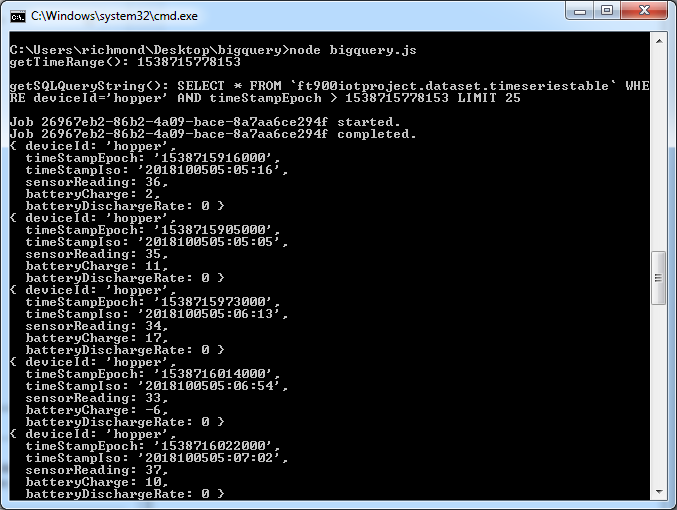 C:\Windows\system32\cmd.exe
C:\Users\richmond\Desktop\bigquery>node bigquery.js
getTimeRange(): 1538715778153
getSQLQueryString(): SELECT * FROM `ft900iotproject.dataset.timeseriestable` WHE
RE deviceId='hopper' AND timeStampEpoch > 1538715778153 LIMIT 25
Job 26967eb2-86b2-4a09-bace-8a7aa6ce294f started.
Job 26967eb2-86b2-4a09-bace-8a7aa6ce294f completed.
{ deviceId: 'hopper',
  timeStampEpoch: '1538715916000',
  timeStampIso: '2018100505:05:16',
  sensorReading: 36,
  batteryCharge: 2,
  batteryDischargeRate: 0 }
{ deviceId: 'hopper',
  timeStampEpoch: '1538715905000',
  timeStampIso: '2018100505:05:05',
  sensorReading: 35,
  batteryCharge: 11,
  batteryDischargeRate: 0 }
{ deviceId: 'hopper',
  timeStampEpoch: '1538715973000',
  timeStampIso: '2018100505:06:13',
  sensorReading: 34,
  batteryCharge: 17,
  batteryDischargeRate: 0 }
{ deviceId: 'hopper',
  timeStampEpoch: '1538716014000',
  timeStampIso: '2018100505:06:54',
  sensorReading: 33,
  batteryCharge: -6,
  batteryDischargeRate: 0 }
{ deviceId: 'hopper',
  timeStampEpoch: '1538716022000',
  timeStampIso: '2018100505:07:02',
  sensorReading: 37,
  batteryCharge: 10,
  batteryDischargeRate: 0 }